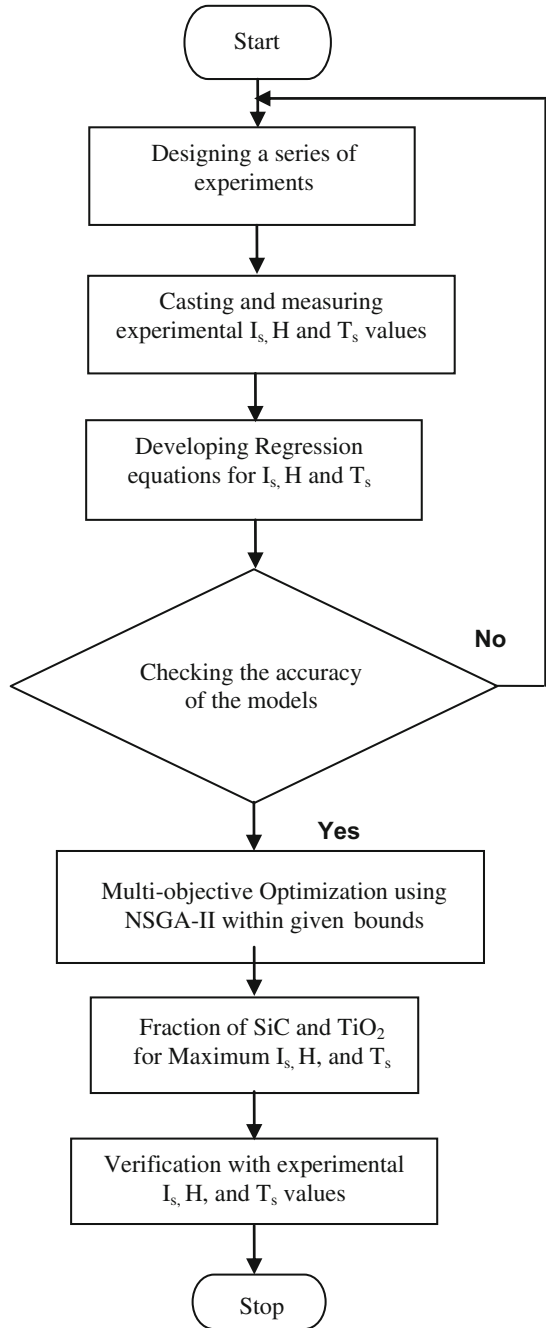 Start
Designing a series of
experiments
Casting and measuring
experimental Iₛ, H and Tₛ values
Developing Regression
equations for Iₛ, H and Tₛ
No
Checking the accuracy
of the models
Yes
Multi-objective Optimization using
NSGA-II within given bounds
Fraction of SiC and TiO₂
for Maximum Iₛ, H, and Tₛ
Verification with experimental
Iₛ, H, and Tₛ values
Stop